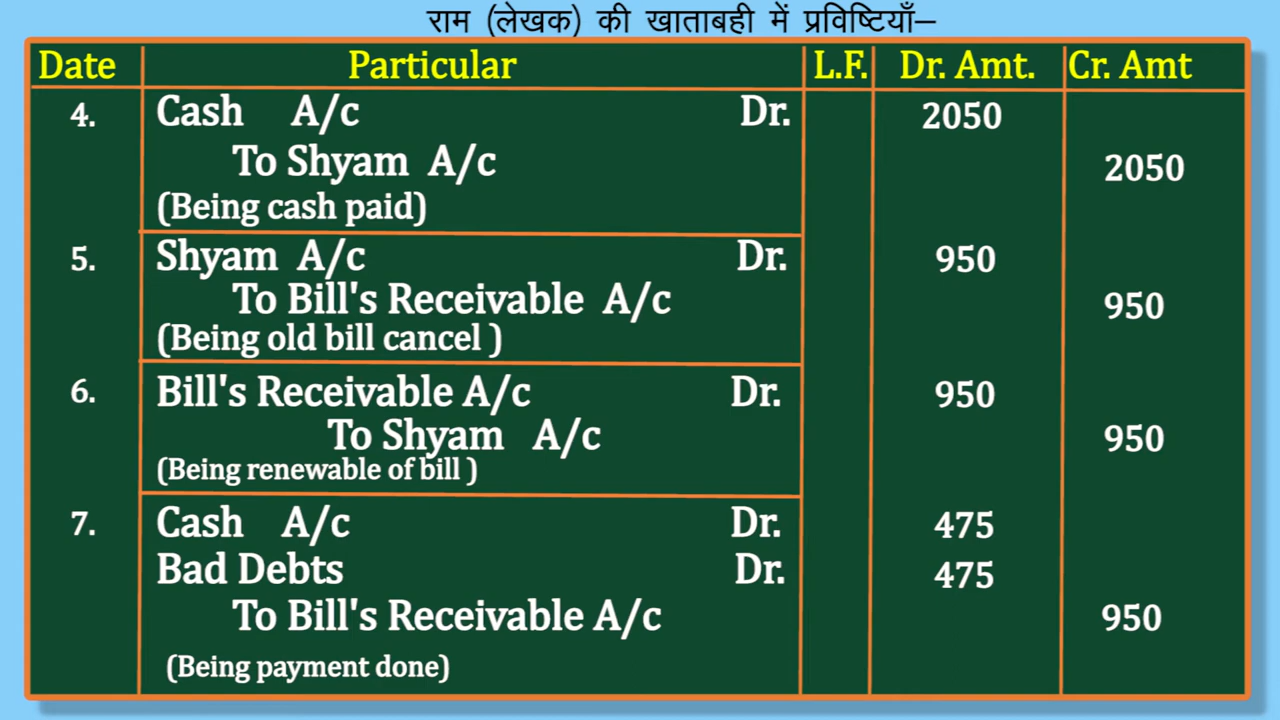 राम (लेखक) की खाताबही में प्रविष्टियाँ–
Date Particular L.F. Dr. Amt. Cr. Amt
4. Cash A/c Dr. 2050
To Shyam A/c 2050
(Being cash paid)
5. Shyam A/c Dr. 950
To Bill's Receivable A/c 950
(Being old bill cancel )
6. Bill's Receivable A/c Dr. 950
To Shyam A/c 950
(Being renewable of bill )
7. Cash A/c Dr. 475
Bad Debts Dr. 475
To Bill's Receivable A/c 950
(Being payment done)